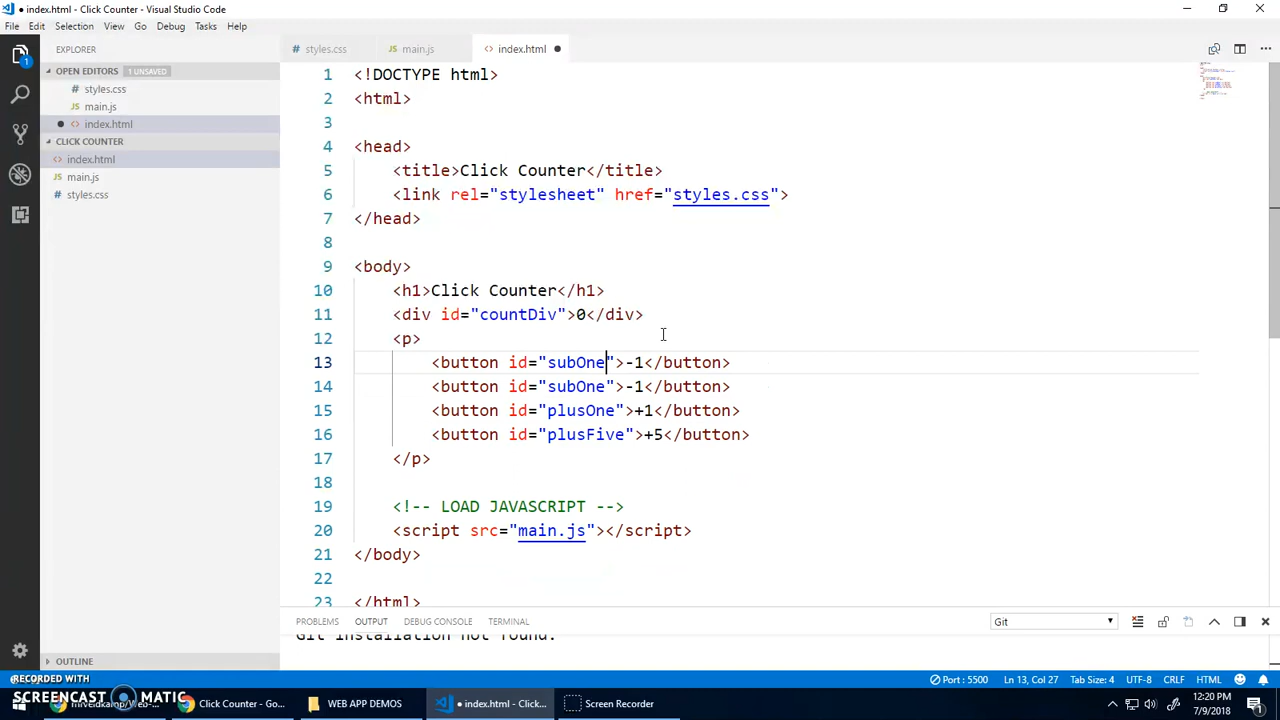 ● index.html - Click Counter - Visual Studio Code
File Edit Selection View Go Debug Tasks Help
EXPLORER
styles.css main.js <> index.html ●
OPEN EDITORS 1 UNSAVED
styles.css
main.js
● <> index.html
CLICK COUNTER
<> index.html
JS main.js
styles.css
1 <!DOCTYPE html>
2 <html>
3
4 <head>
5 <title>Click Counter</title>
6 <link rel="stylesheet" href="styles.css">
7 </head>
8
9 <body>
10 <h1>Click Counter</h1>
11 <div id="countDiv">0</div>
12 <p>
13 <button id="subOne">-1</button>
14 <button id="subOne">-1</button>
15 <button id="plusOne">+1</button>
16 <button id="plusFive">+5</button>
17 </p>
18
19 <!-- LOAD JAVASCRIPT -->
20 <script src="main.js"></script>
21 </body>
22
23 </html>
PROBLEMS OUTPUT DEBUG CONSOLE TERMINAL Git
Git installation not found.
OUTLINE
RECORDED WITH
Port : 5500 Ln 13, Col 27 Tab Size: 4 UTF-8 CRLF HTML
SCREENCAST MATIC
mrveldkamp/Web-... Click Counter - Go... WEB APP DEMOS ● index.html - Click... Screen Recorder
12:20 PM
7/9/2018